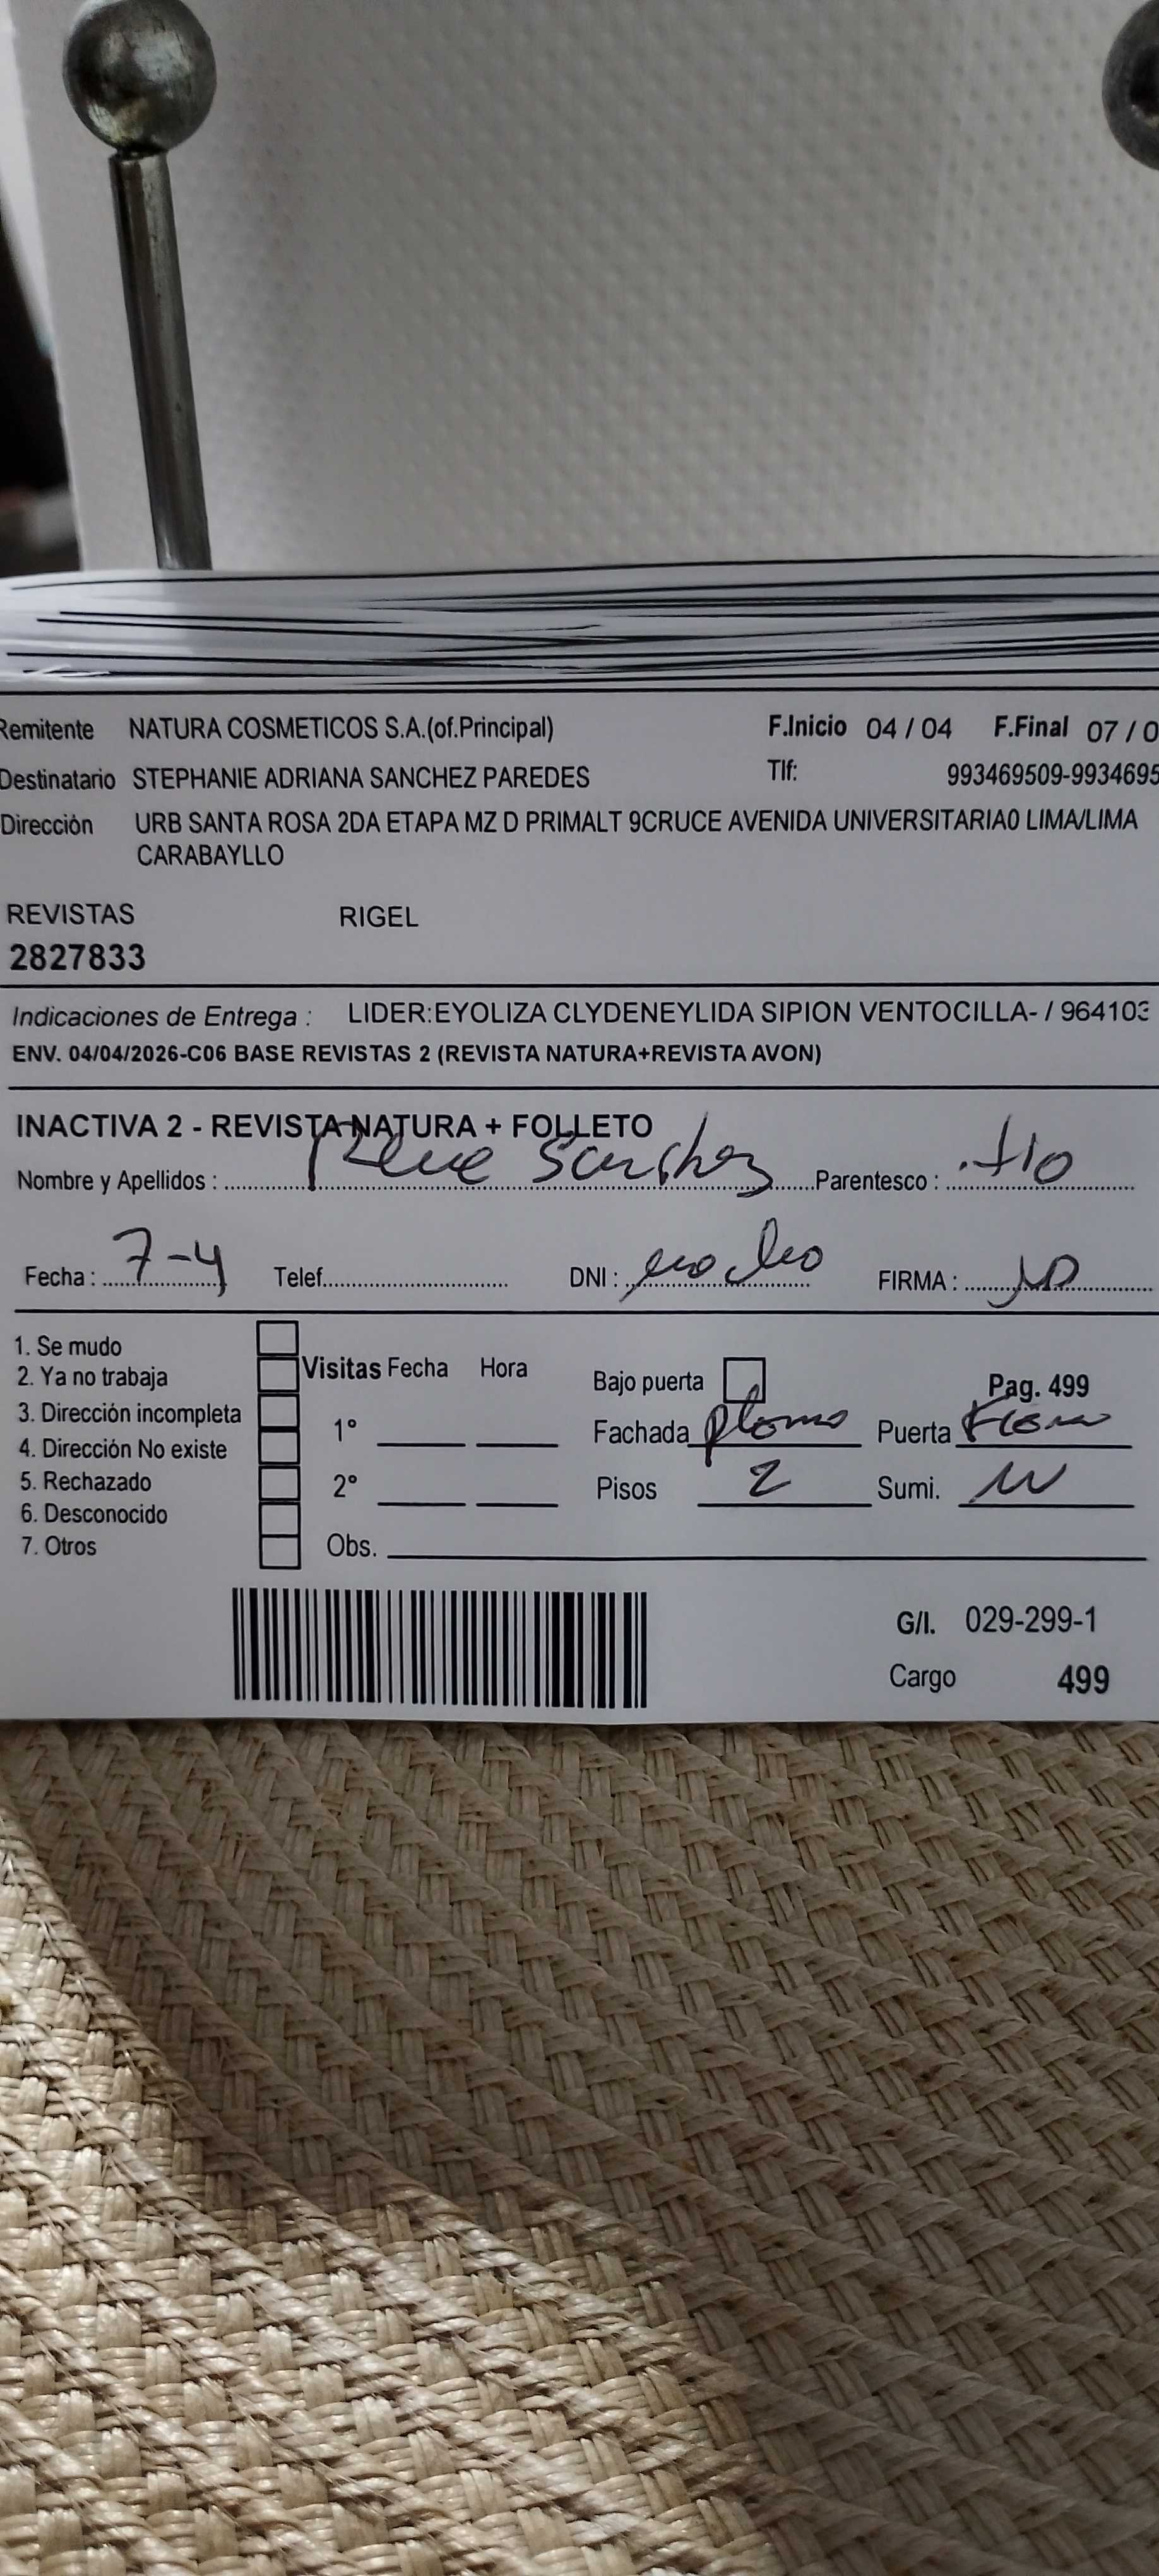 Remitente NATURA COSMETICOS S.A.(of.Principal) F.Inicio 04 / 04 F.Final 07 / 0
Destinatario STEPHANIE ADRIANA SANCHEZ PAREDES Tlf: 993469509-9934695
Dirección URB SANTA ROSA 2DA ETAPA MZ D PRIMALT 9CRUCE AVENIDA UNIVERSITARIA0 LIMA/LIMA
CARABAYLLO
REVISTAS RIGEL
2827833
Indicaciones de Entrega : LIDER:EYOLIZA CLYDENEYLIDA SIPION VENTOCILLA- / 964103
ENV. 04/04/2026-C06 BASE REVISTAS 2 (REVISTA NATURA+REVISTA AVON)
INACTIVA 2 - REVISTA NATURA + FOLLETO
Nombre y Apellidos : Rene Sanchez Parentesco : tio
Fecha : 7-4 Telef. DNI : FIRMA :
1. Se mudo
2. Ya no trabaja Visitas Fecha Hora Bajo puerta Pag. 499
3. Dirección incompleta 1° Fachada plomo Puerta
4. Dirección No existe
5. Rechazado 2° Pisos 2 Sumi.
6. Desconocido
7. Otros Obs.
G/I. 029-299-1
Cargo 499